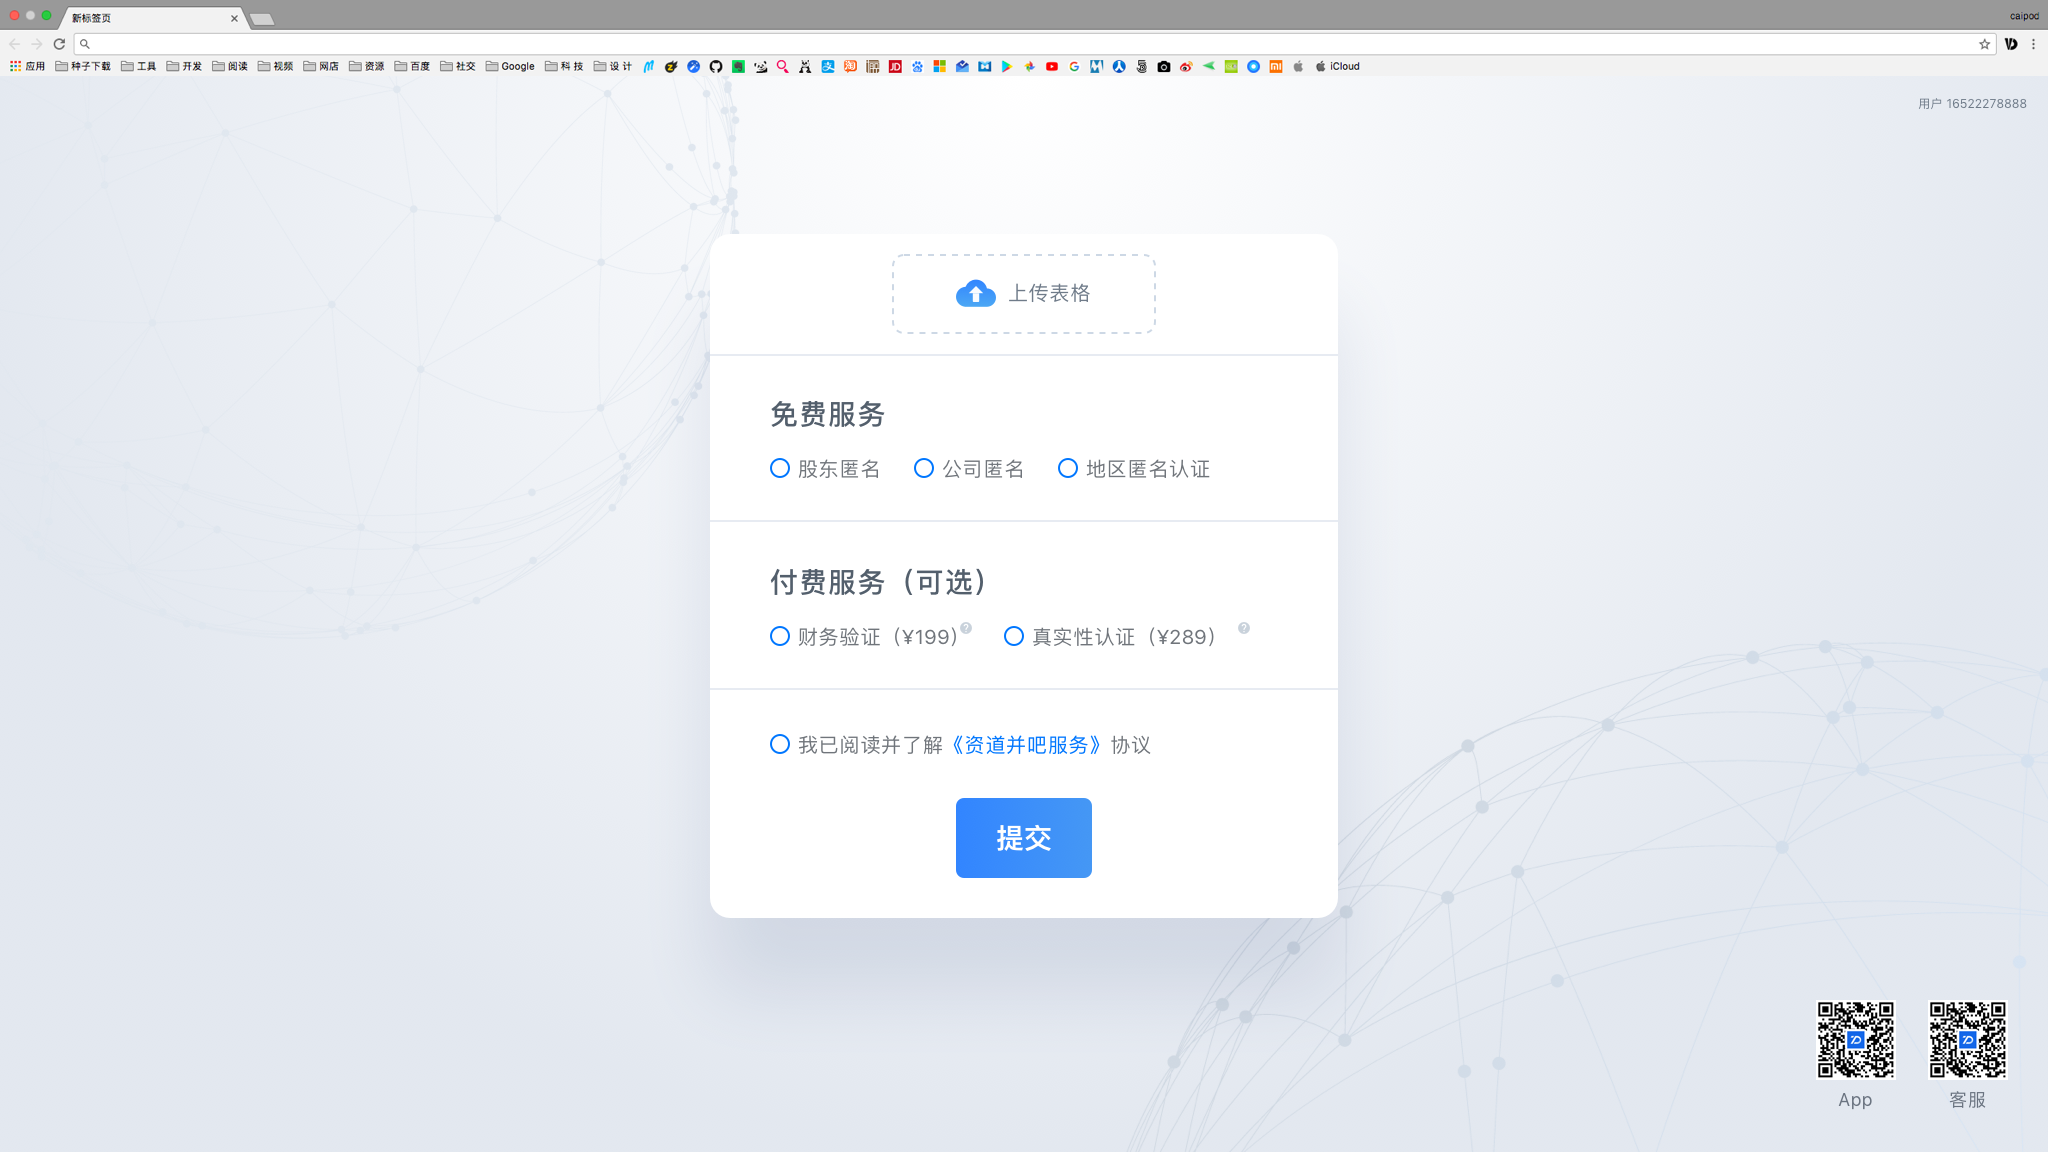 新标签页
caipod
应用 种子下载 工具 开发 阅读 视频 网店 资源 百度 社交 Google 科 技 设 计 iCloud
用户 16522278888
上传表格
免费服务
股东匿名 公司匿名 地区匿名认证
付费服务（可选）
财务验证（¥199） 真实性认证（¥289）
我已阅读并了解《资道并吧服务》协议
提交
App 客服